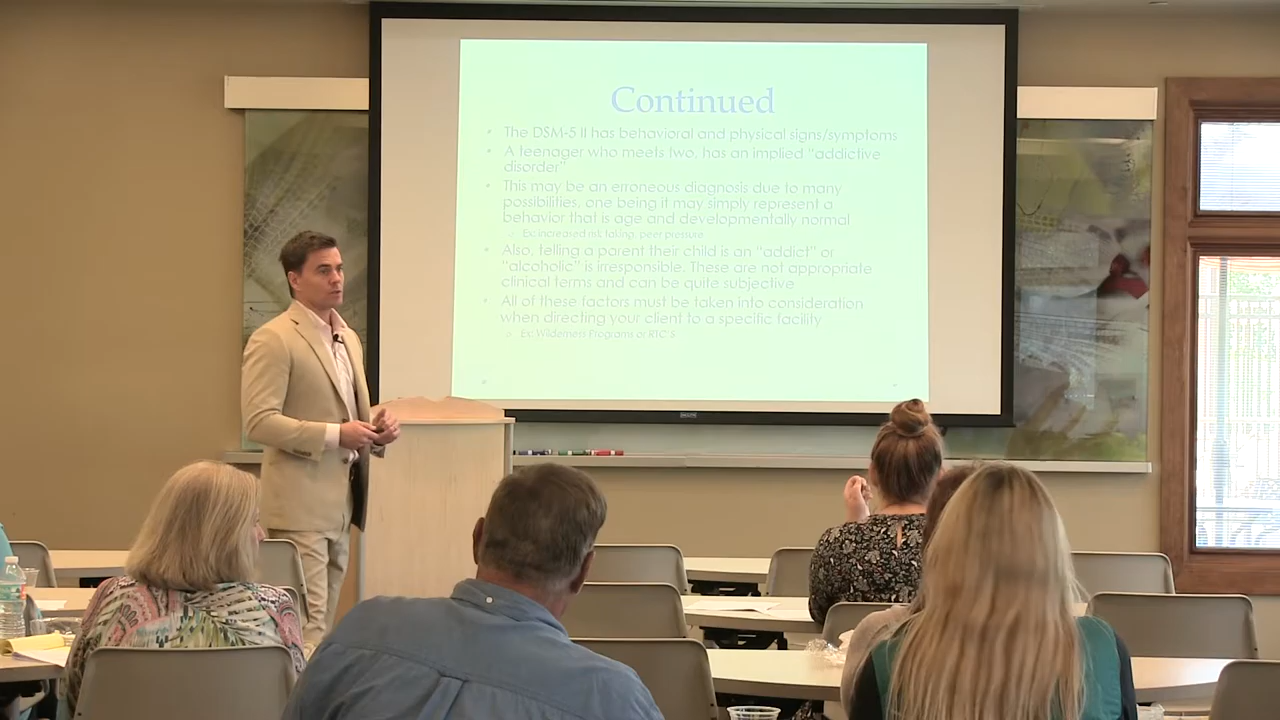 Continued
The DSM-5 II has behavioral and physical signs/symptoms
A teenager who meets two, has an implied "addictive
disorder"
This may be an erroneous diagnosis due to many
one being it may simply represent a
behavior that is age and developmentally normal
Ex: increased risk taking, peer pressure
Also, telling a parent their child is an "addict" or
"alcoholic" is irresponsible. These are not appropriate
clinical terms and can be quite subjective
All of these factors must be taken into consideration
when directing your client to a specific facility
Ex: Wilderness Programs or RTC'S